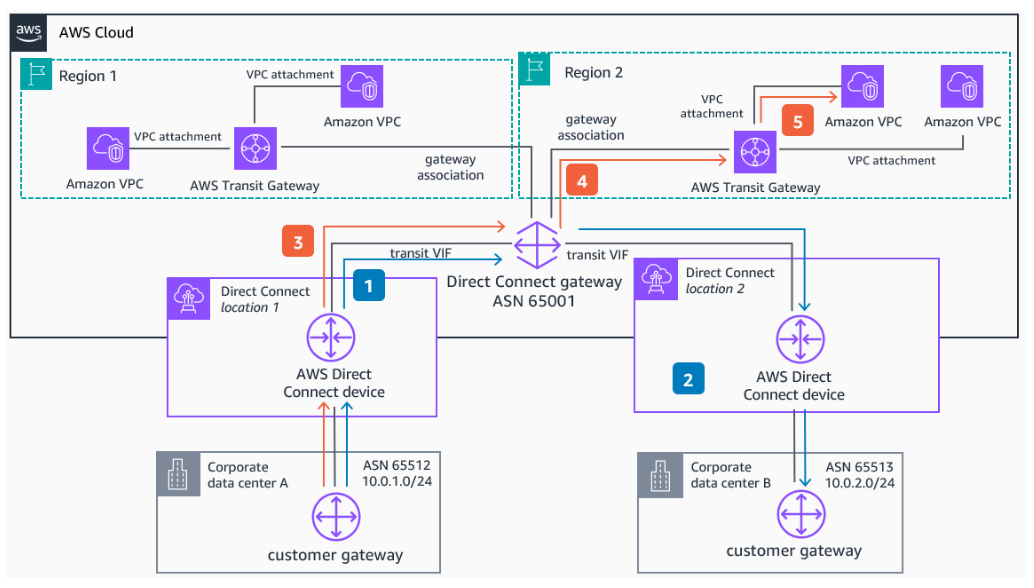 aws
AWS Cloud
Region 1
VPC attachment
Amazon VPC
VPC attachment
Amazon VPC
AWS Transit Gateway
gateway
association
Region 2
gateway
association
VPC
attachment
5
Amazon VPC
Amazon VPC
VPC attachment
4
AWS Transit Gateway
3
transit VIF
transit VIF
1
Direct Connect gateway
ASN 65001
Direct Connect
location 1
AWS Direct
Connect device
Direct Connect
location 2
2
AWS Direct
Connect device
Corporate
data center A
ASN 65512
10.0.1.0/24
customer gateway
Corporate
data center B
ASN 65513
10.0.2.0/24
customer gateway